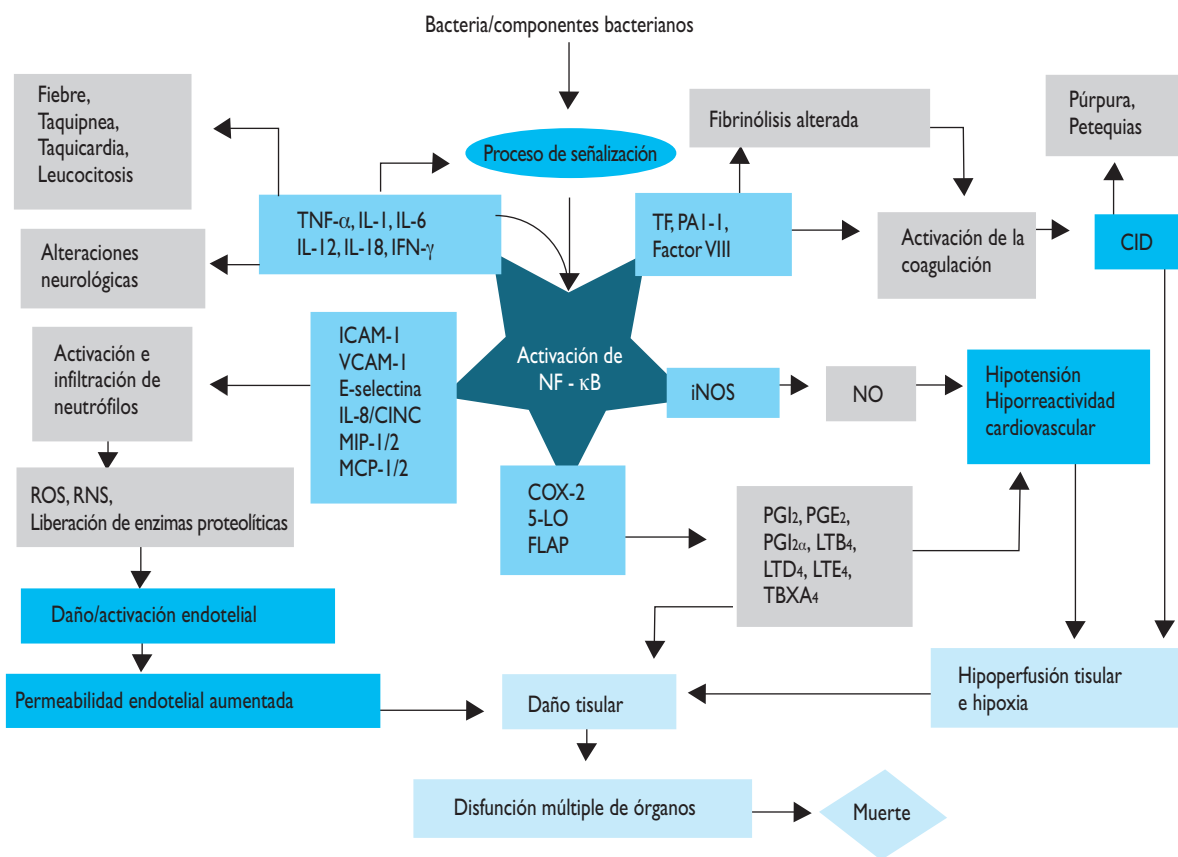 Bacteria/componentes bacterianos
Fiebre,
Taquipnea,
Taquicardia,
Leucocitosis
Proceso de señalización
Fibrinólisis alterada
Púrpura,
Petequias
TNF-α, IL-1, IL-6
IL-12, IL-18, IFN-γ
TF, PA1-1,
Factor VIII
Activación de la
coagulación
CID
Alteraciones
neurológicas
Activación e
infiltración de
neutrófilos
ICAM-1
VCAM-1
E-selectina
IL-8/CINC
MIP-1/2
MCP-1/2
Activación de
NF - κB
iNOS
NO
Hipotensión
Hiporreactividad
cardiovascular
ROS, RNS,
Liberación de enzimas proteolíticas
COX-2
5-LO
FLAP
PGI2, PGE2,
PGI2α, LTB4,
LTD4, LTE4,
TBXA4
Daño/activación endotelial
Permeabilidad endotelial aumentada
Daño tisular
Hipoperfusión tisular
e hipoxia
Disfunción múltiple de órganos
Muerte